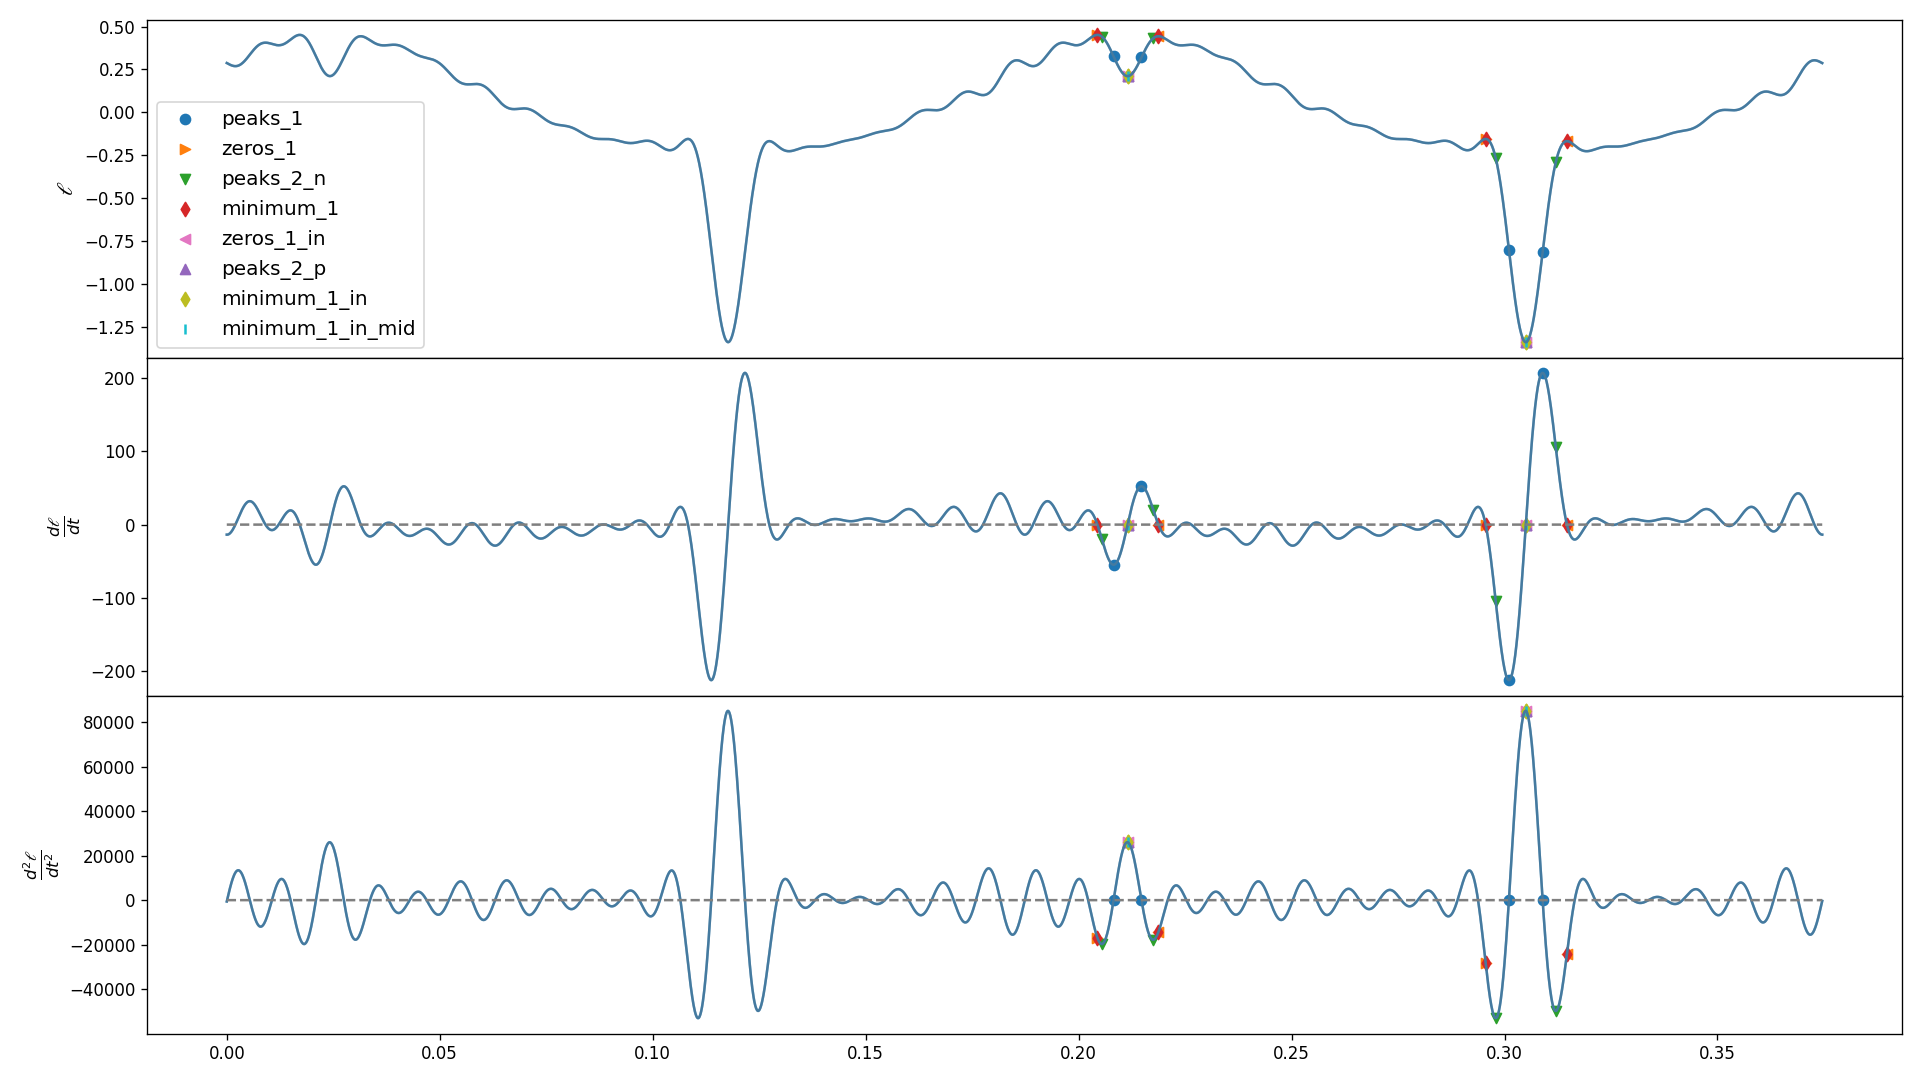 0.50
0.25
0.00
−0.25
−0.50
−0.75
−1.00
−1.25
ℓ
peaks_1
zeros_1
peaks_2_n
minimum_1
zeros_1_in
peaks_2_p
minimum_1_in
minimum_1_in_mid
200
100
0
−100
−200
dℓ
dt
80000
60000
40000
20000
0
−20000
−40000
d²ℓ
dt²
0.00 0.05 0.10 0.15 0.20 0.25 0.30 0.35